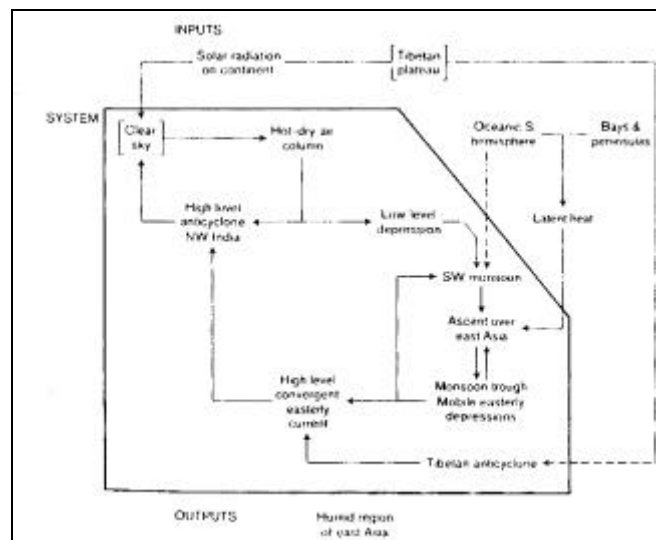 INPUTS
Solar radiation
on continent
Tibetan
plateau
SYSTEM
Clear
sky
Hot-dry air
column
Oceanic S
hemisphere
Bays &
peninsulas
High level
anticyclone
NW India
Low level
depression
Latent heat
SW monsoon
Ascent over
east Asia
High level
convergent
easterly
current
Monsoon trough
Mobile easterly
depressions
Tibetan anticyclone
OUTPUTS
Humid region
of east Asia